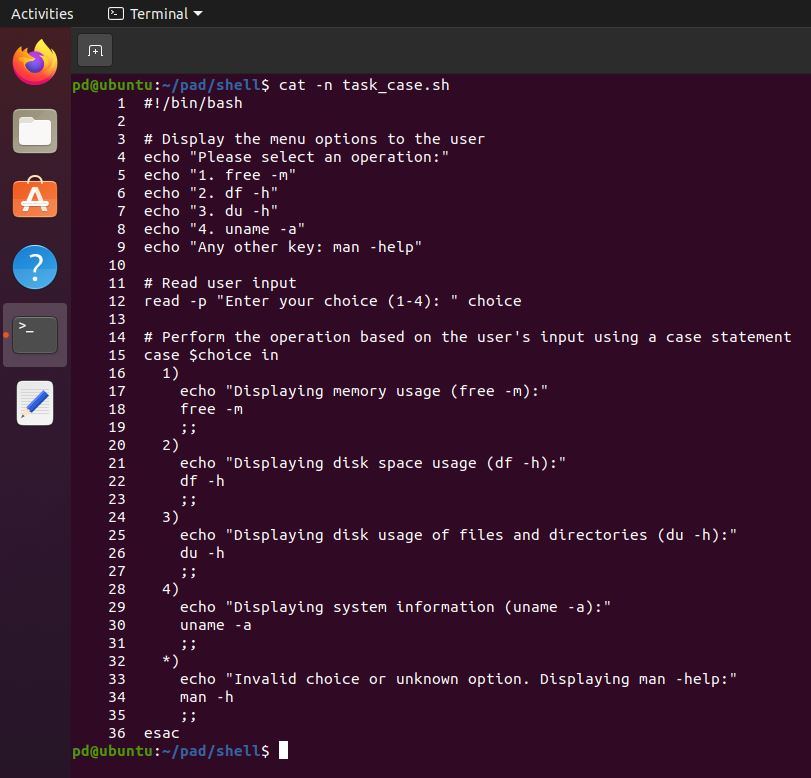 Activities
Terminal
pd@ubuntu:~/pad/shell$ cat -n task_case.sh
     1  #!/bin/bash
     2
     3  # Display the menu options to the user
     4  echo "Please select an operation:"
     5  echo "1. free -m"
     6  echo "2. df -h"
     7  echo "3. du -h"
     8  echo "4. uname -a"
     9  echo "Any other key: man -help"
    10
    11  # Read user input
    12  read -p "Enter your choice (1-4): " choice
    13
    14  # Perform the operation based on the user's input using a case statement
    15  case $choice in
    16    1)
    17      echo "Displaying memory usage (free -m):"
    18      free -m
    19      ;;
    20    2)
    21      echo "Displaying disk space usage (df -h):"
    22      df -h
    23      ;;
    24    3)
    25      echo "Displaying disk usage of files and directories (du -h):"
    26      du -h
    27      ;;
    28    4)
    29      echo "Displaying system information (uname -a):"
    30      uname -a
    31      ;;
    32    *)
    33      echo "Invalid choice or unknown option. Displaying man -help:"
    34      man -h
    35      ;;
    36  esac
pd@ubuntu:~/pad/shell$